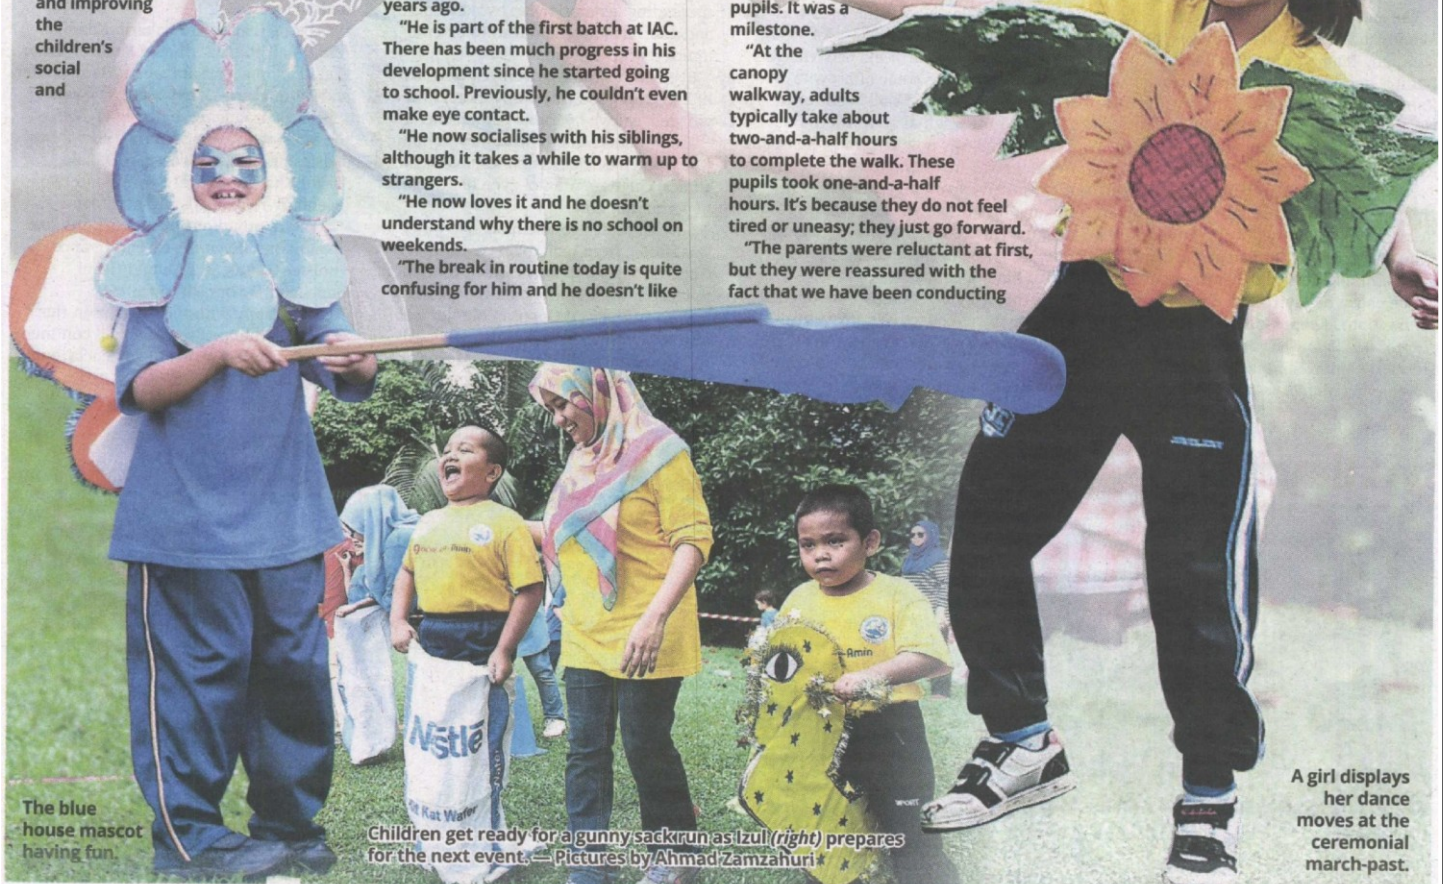 and improving
the
children's
social
and
years ago.
"He is part of the first batch at IAC.
There has been much progress in his
development since he started going
to school. Previously, he couldn't even
make eye contact.
"He now socialises with his siblings,
although it takes a while to warm up to
strangers.
"He now loves it and he doesn't
understand why there is no school on
weekends.
"The break in routine today is quite
confusing for him and he doesn't like
pupils. It was a
milestone.
"At the
canopy
walkway, adults
typically take about
two-and-a-half hours
to complete the walk. These
pupils took one-and-a-half
hours. It's because they do not feel
tired or uneasy; they just go forward.
"The parents were reluctant at first,
but they were reassured with the
fact that we have been conducting
Amin
Nestlé
Kat Wafer
SPORT
The blue
house mascot
having fun.
Children get ready for a gunny sack run as Izul (right) prepares
for the next event. — Pictures by Ahmad Zamzahuri
A girl displays
her dance
moves at the
ceremonial
march-past.